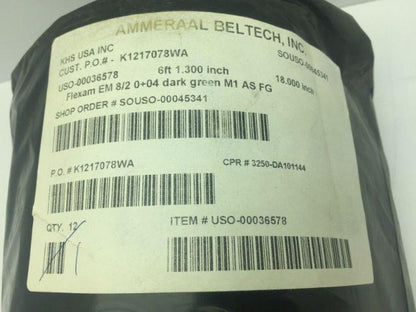 AMMERAAL BELTECH, INC.
KHS USA INC
CUST. P.O.# - K1217078WA
SOUSO-00045341
USO-00036578 6ft 1.300 inch 18.000 inch
Flexam EM 8/2 0+04 dark green M1 AS FG
SHOP ORDER # SOUSO-00045341
P.O. # K1217078WA
CPR # 3250-DA101144
QTY. 12
ITEM # USO-00036578